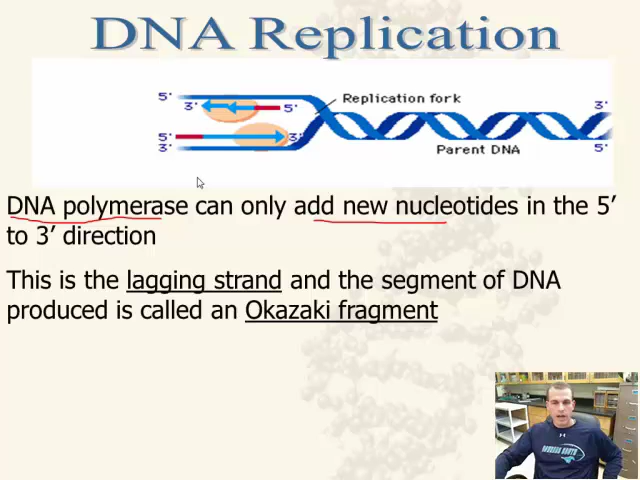 DNA Replication
5' 3' 5' Replication fork 3'
5' 3'
3' Parent DNA 5'
DNA polymerase can only add new nucleotides in the 5’
to 3’ direction
This is the lagging strand and the segment of DNA
produced is called an Okazaki fragment